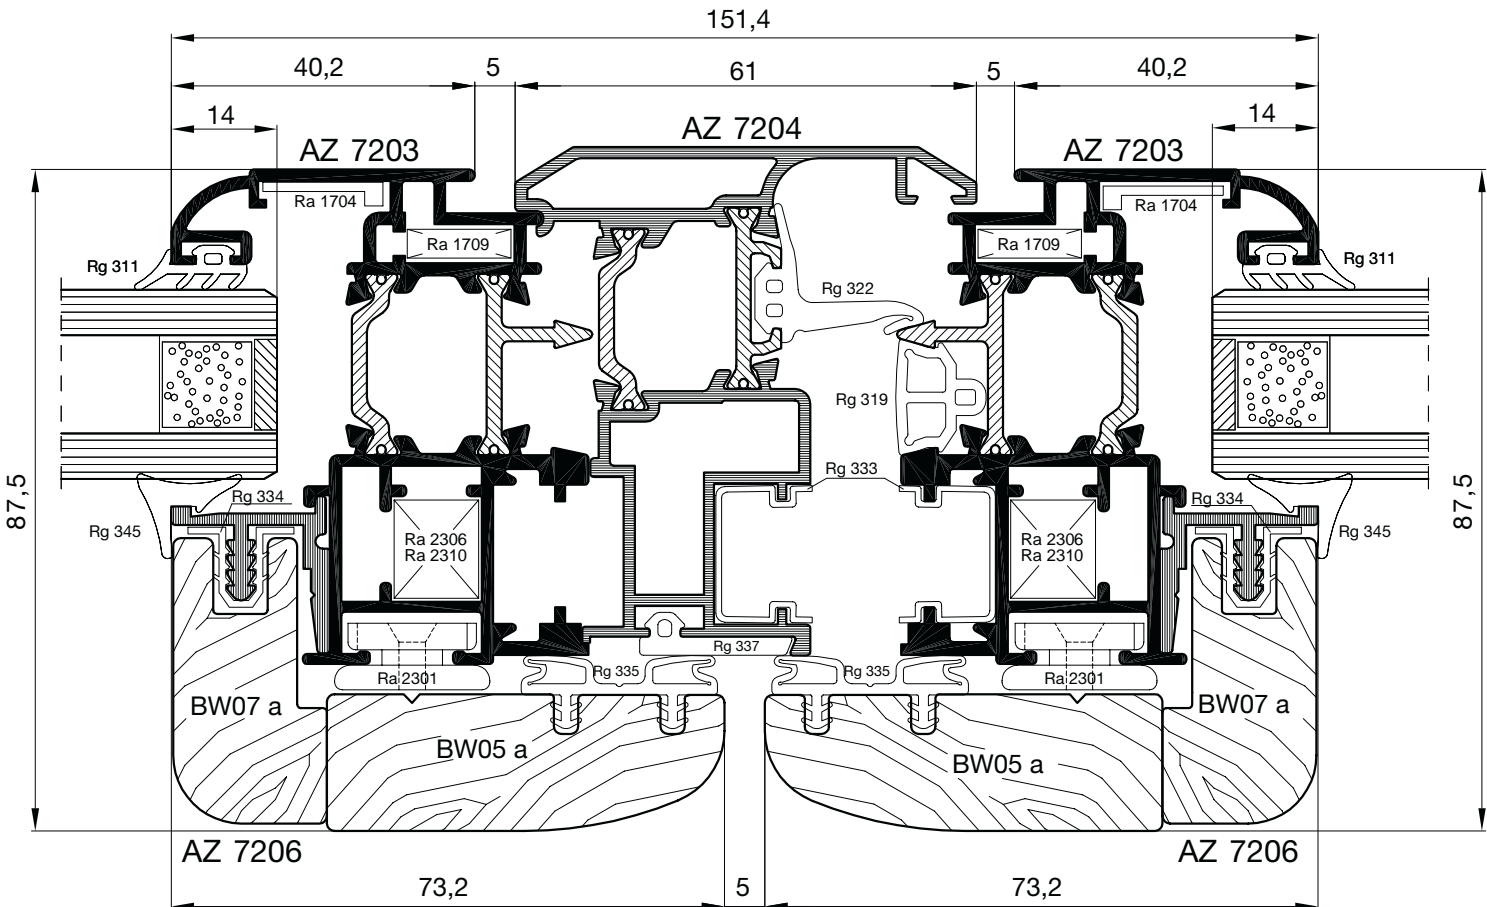 151,4
40,2 5 61 5 40,2
14 14
AZ 7203 AZ 7204 AZ 7203
Ra 1704 Ra 1704
Ra 1709 Ra 1709
Rg 311 Rg 311
Rg 322
Rg 319
Rg 333
87,5 87,5
Rg 334 Rg 334
Rg 345 Rg 345
Ra 2306 Ra 2306
Ra 2310 Ra 2310
Rg 337
Rg 335 Rg 335
Ra 2301 Ra 2301
BW07 a BW07 a
BW05 a BW05 a
AZ 7206 AZ 7206
73,2 5 73,2